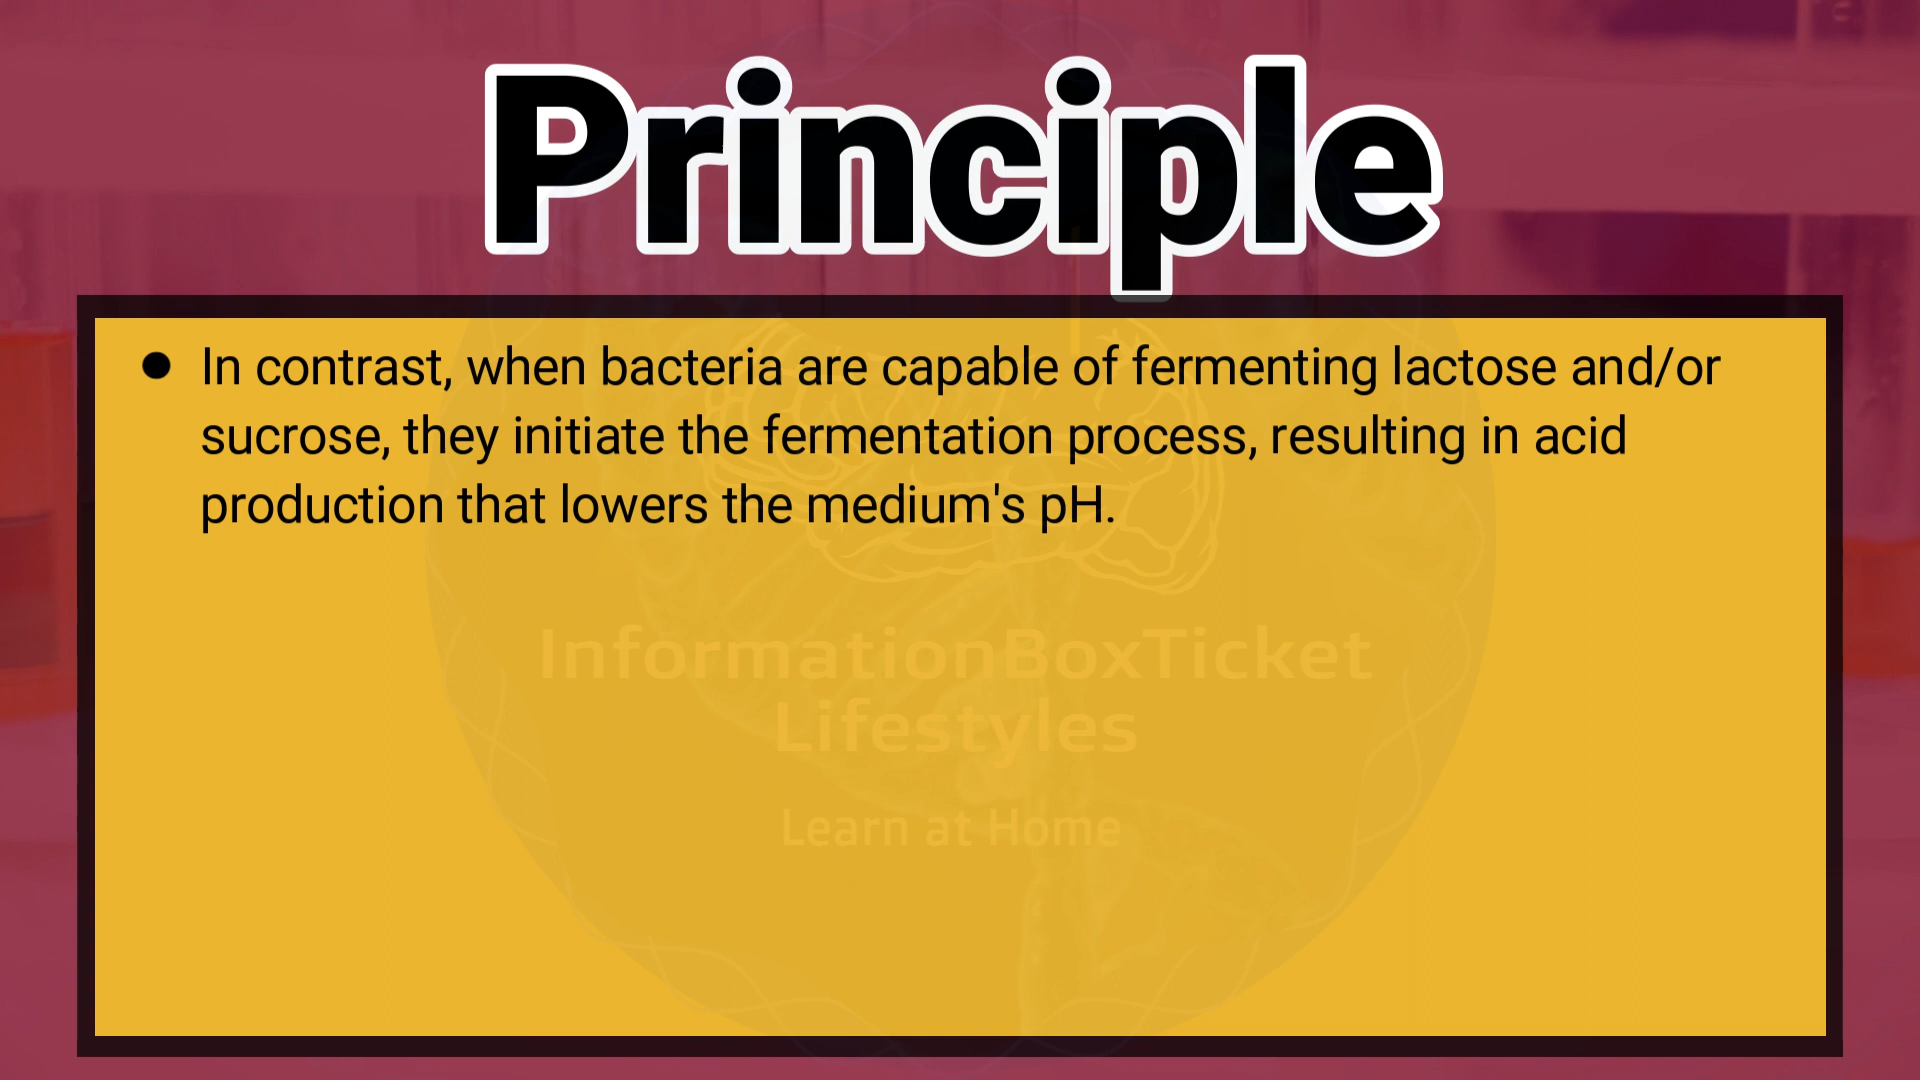 Principle
● In contrast, when bacteria are capable of fermenting lactose and/or
sucrose, they initiate the fermentation process, resulting in acid
production that lowers the medium's pH.
InformationBoxTicket
Lifestyles
Learn at Home